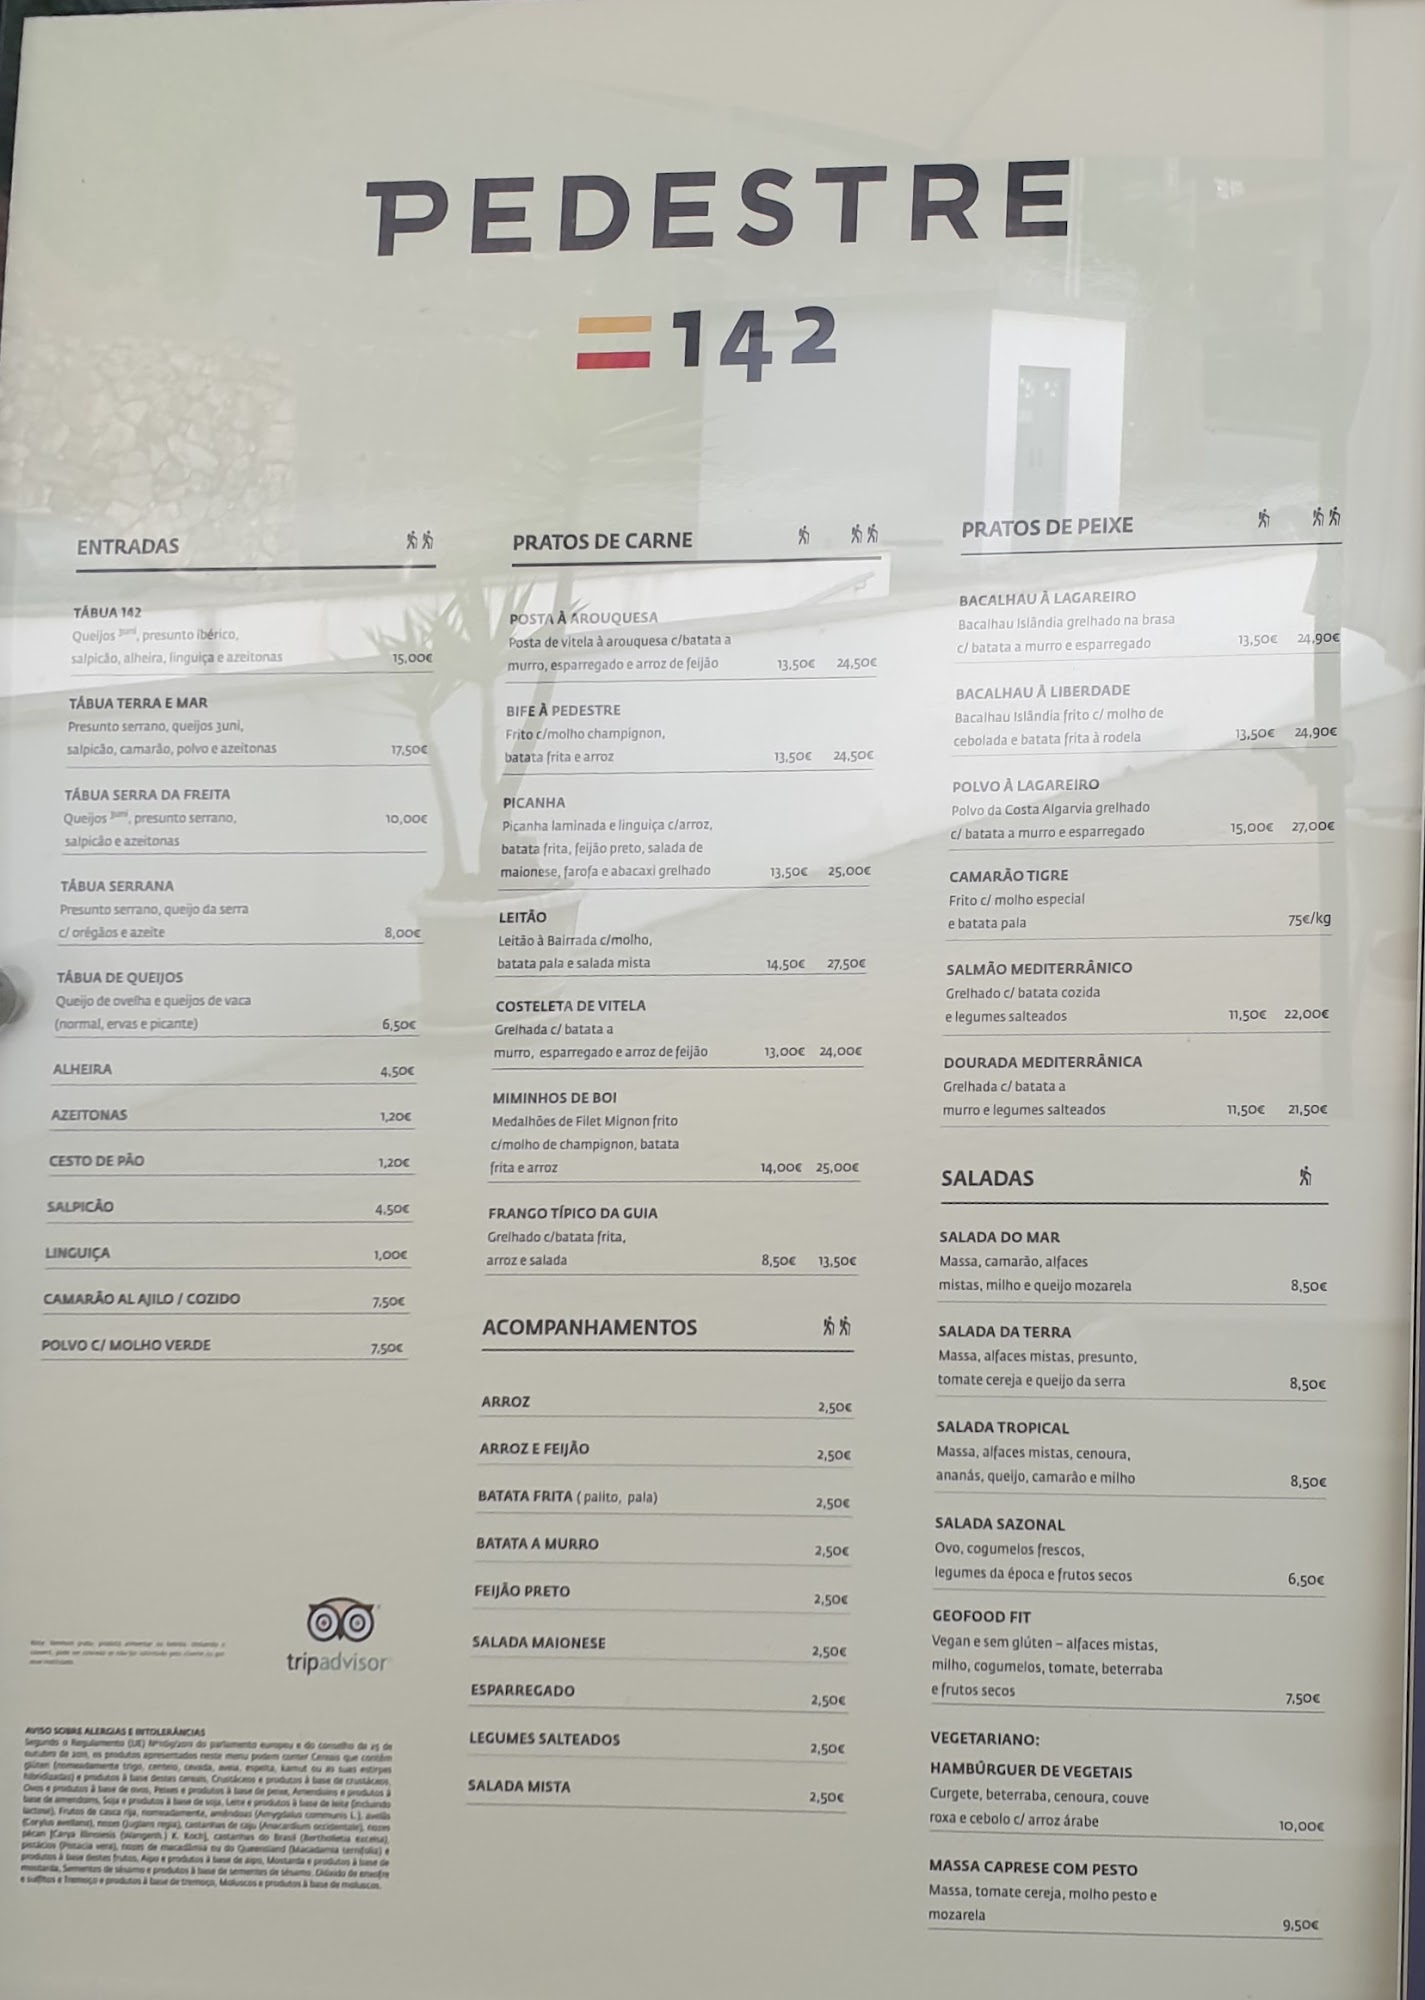 PEDESTRE
142
ENTRADAS
TÁBUA 142
Queijos 3uni, presunto ibérico,
salpicão, alheira, linguiça e azeitonas 15,00€
TÁBUA TERRA E MAR
Presunto serrano, queijos 3uni,
salpicão, camarão, polvo e azeitonas 17,50€
TÁBUA SERRA DA FREITA
Queijos 3uni, presunto serrano, 10,00€
salpicão e azeitonas
TÁBUA SERRANA
Presunto serrano, queijo da serra
c/ orégãos e azeite 8,00€
TÁBUA DE QUEIJOS
Queijo de ovelha e queijos de vaca
(normal, ervas e picante) 6,50€
ALHEIRA 4,50€
AZEITONAS 1,20€
CESTO DE PÃO 1,20€
SALPICÃO 4,50€
LINGUIÇA 1,00€
CAMARÃO AL AJILO / COZIDO 7,50€
POLVO C/ MOLHO VERDE 7,50€
tripadvisor
AVISO SOBRE ALERGIAS E INTOLERÂNCIAS
PRATOS DE CARNE
POSTA À AROUQUESA
Posta de vitela à arouquesa c/batata a
murro, esparregado e arroz de feijão 13,50€ 24,50€
BIFE À PEDESTRE
Frito c/molho champignon,
batata frita e arroz 13,50€ 24,50€
PICANHA
Picanha laminada e linguiça c/arroz,
batata frita, feijão preto, salada de
maionese, farofa e abacaxi grelhado 13,50€ 25,00€
LEITÃO
Leitão à Bairrada c/molho,
batata pala e salada mista 14,50€ 27,50€
COSTELETA DE VITELA
Grelhada c/ batata a
murro, esparregado e arroz de feijão 13,00€ 24,00€
MIMINHOS DE BOI
Medalhões de Filet Mignon frito
c/molho de champignon, batata
frita e arroz 14,00€ 25,00€
FRANGO TÍPICO DA GUIA
Grelhado c/batata frita,
arroz e salada 8,50€ 13,50€
ACOMPANHAMENTOS
ARROZ 2,50€
ARROZ E FEIJÃO 2,50€
BATATA FRITA ( palito, pala) 2,50€
BATATA A MURRO 2,50€
FEIJÃO PRETO 2,50€
SALADA MAIONESE 2,50€
ESPARREGADO 2,50€
LEGUMES SALTEADOS 2,50€
SALADA MISTA 2,50€
PRATOS DE PEIXE
BACALHAU À LAGAREIRO
Bacalhau Islândia grelhado na brasa
c/ batata a murro e esparregado 13,50€ 24,90€
BACALHAU À LIBERDADE
Bacalhau Islândia frito c/ molho de
cebolada e batata frita à rodela 13,50€ 24,90€
POLVO À LAGAREIRO
Polvo da Costa Algarvia grelhado
c/ batata a murro e esparregado 15,00€ 27,00€
CAMARÃO TIGRE
Frito c/ molho especial
e batata pala 75€/kg
SALMÃO MEDITERRÂNICO
Grelhado c/ batata cozida
e legumes salteados 11,50€ 22,00€
DOURADA MEDITERRÂNICA
Grelhada c/ batata a
murro e legumes salteados 11,50€ 21,50€
SALADAS
SALADA DO MAR
Massa, camarão, alfaces
mistas, milho e queijo mozarela 8,50€
SALADA DA TERRA
Massa, alfaces mistas, presunto,
tomate cereja e queijo da serra 8,50€
SALADA TROPICAL
Massa, alfaces mistas, cenoura,
ananás, queijo, camarão e milho 8,50€
SALADA SAZONAL
Ovo, cogumelos frescos,
legumes da época e frutos secos 6,50€
GEOFOOD FIT
Vegan e sem glúten – alfaces mistas,
milho, cogumelos, tomate, beterraba
e frutos secos 7,50€
VEGETARIANO:
HAMBÚRGUER DE VEGETAIS
Curgete, beterraba, cenoura, couve
roxa e cebolo c/ arroz árabe 10,00€
MASSA CAPRESE COM PESTO
Massa, tomate cereja, molho pesto e
mozarela 9,50€